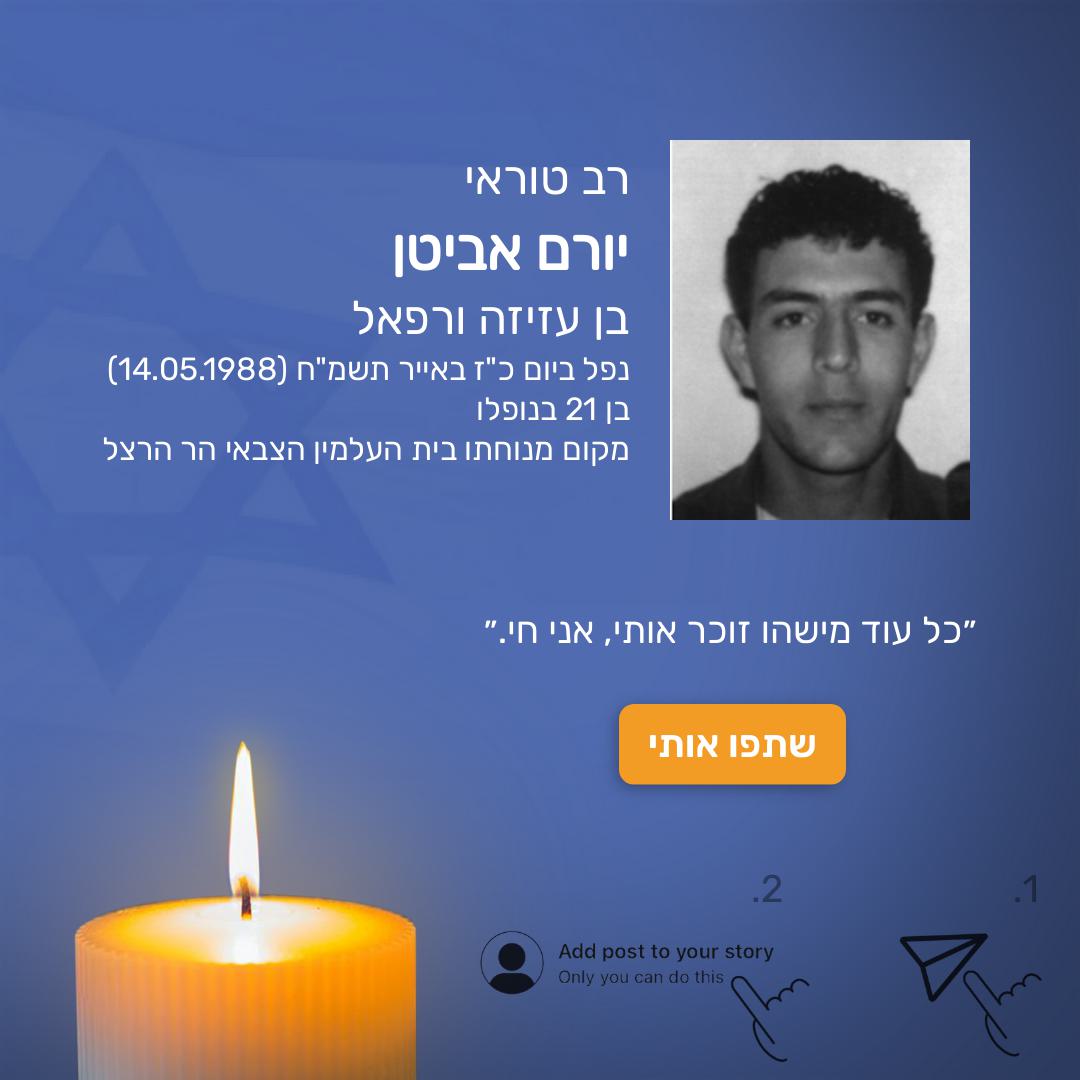 רב טוראי
יורם אביטן
בן עזיזה ורפאל
נפל ביום כ"ז באייר תשמ"ח (14.05.1988)
בן 21 בנופלו
מקום מנוחתו בית העלמין הצבאי הר הרצל
״כל עוד מישהו זוכר אותי, אני חי.״
שתפו אותי
.1
.2
Add post to your story
Only you can do this